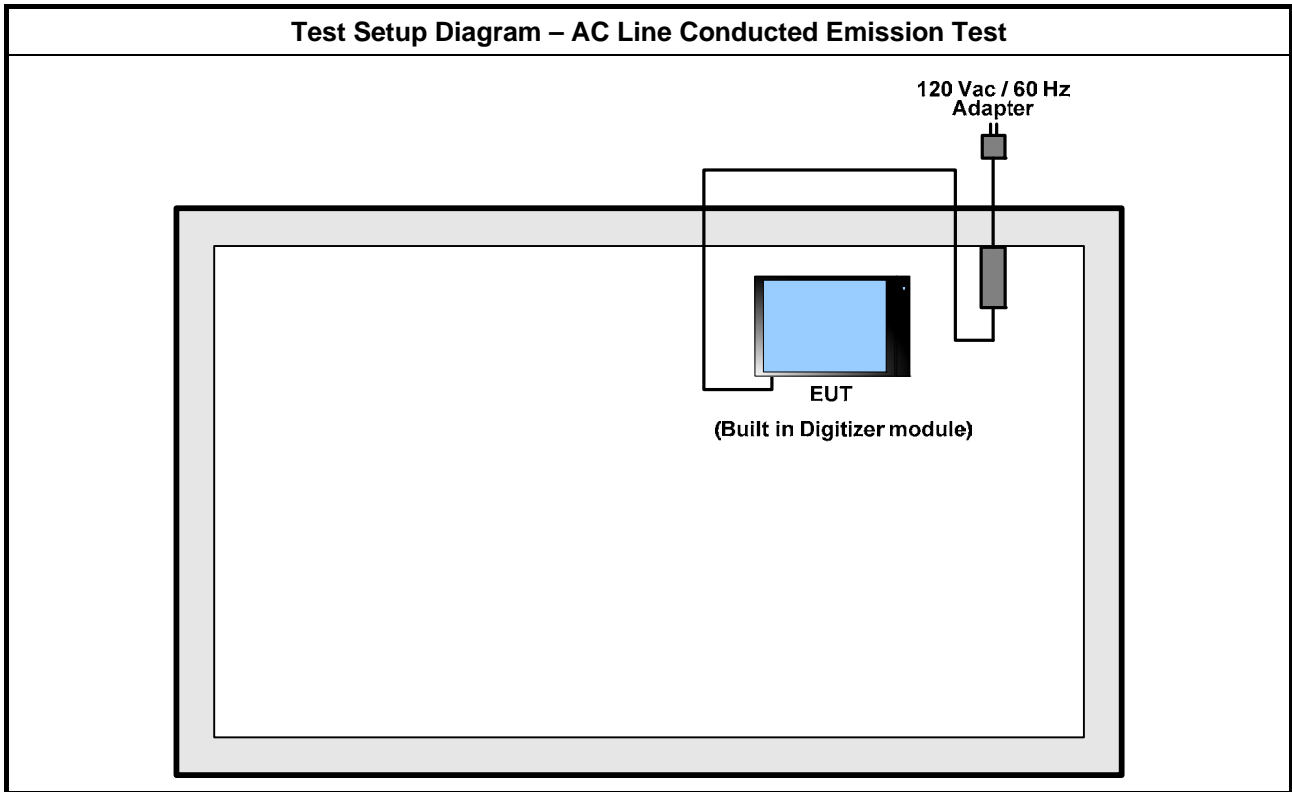 Test Setup Diagram – AC Line Conducted Emission Test
120 Vac / 60 Hz
Adapter
EUT
(Built in Digitizer module)